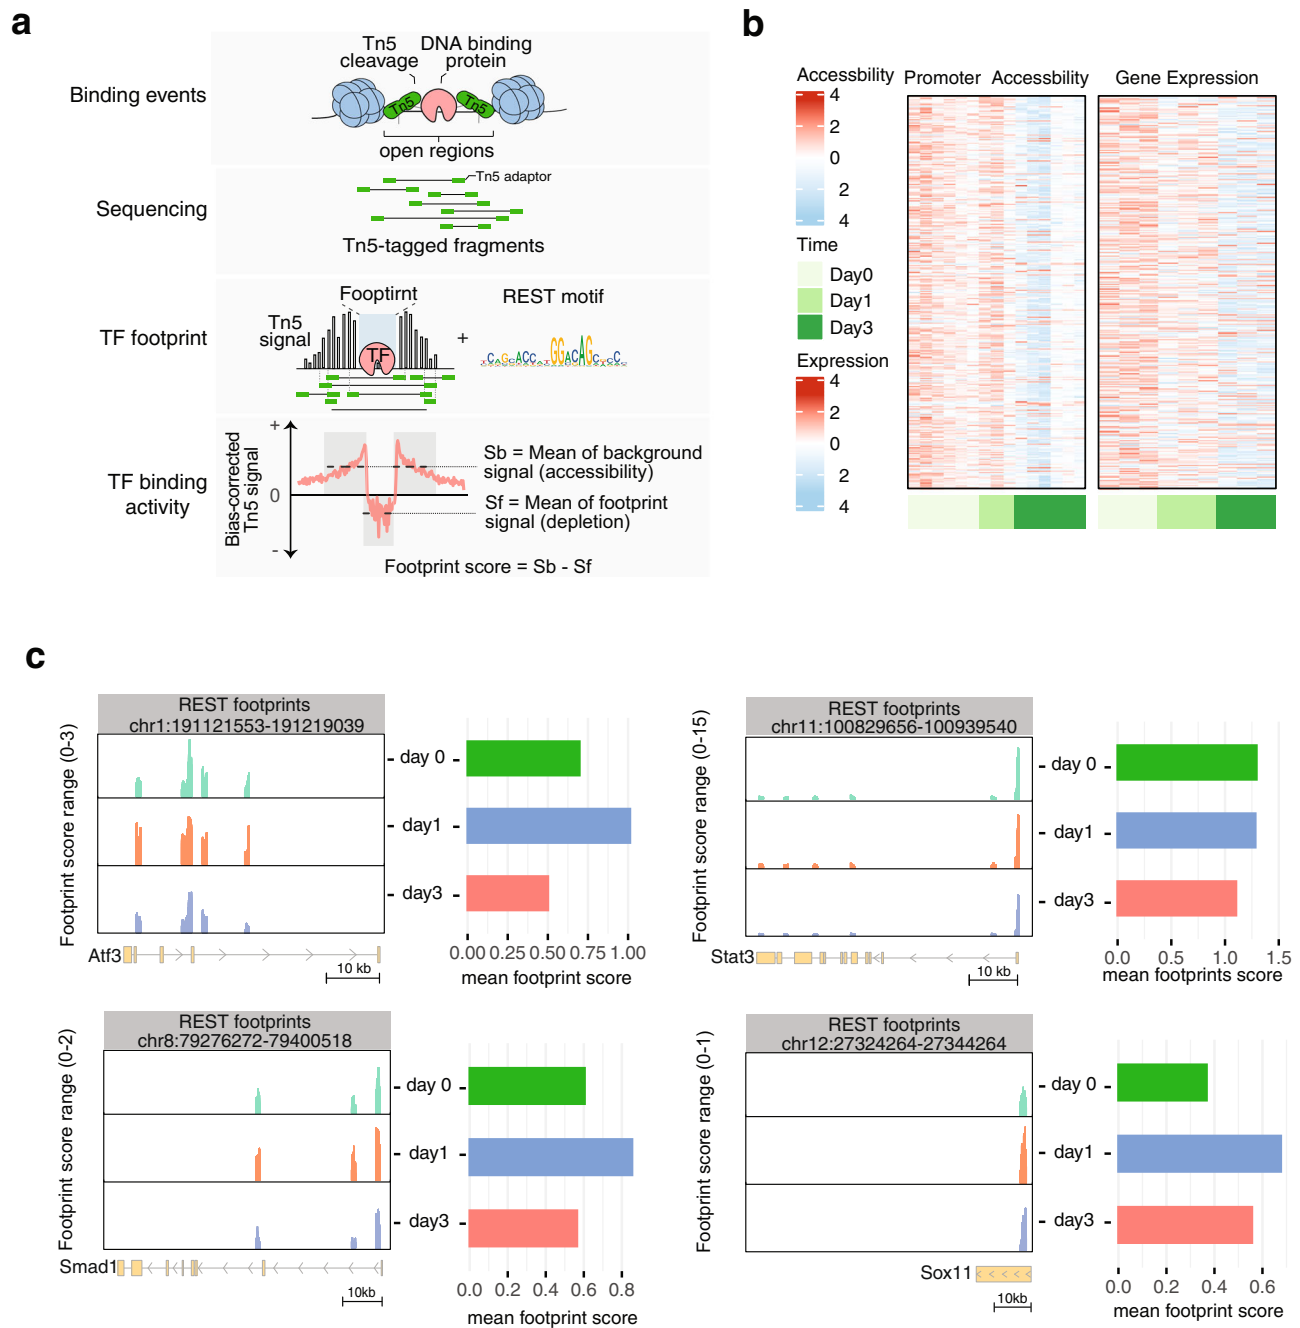 a
Binding events
Tn5 cleavage
DNA binding protein
Tn5
Tn5
open regions
Sequencing
Tn5 adaptor
Tn5-tagged fragments
TF footprint
Fooptirnt
Tn5 signal
TF
+
REST motif
TCAGCACC TGGACAGCGCC
TF binding activity
Bias-corrected Tn5 signal
+
0
-
Sb = Mean of background signal (accessibility)
Sf = Mean of footprint signal (depletion)
Footprint score = Sb - Sf
b
Accessbility
4
2
0
2
4
Time
Day0
Day1
Day3
Expression
4
2
0
2
4
Promoter Accessbility
Gene Expression
c
Footprint score range (0-3)
REST footprints
chr1:191121553-191219039
day 0
day1
day3
Atf3
10 kb
0.00 0.25 0.50 0.75 1.00
mean footprint score
Footprint score range (0-15)
REST footprints
chr11:100829656-100939540
day 0
day1
day3
Stat3
10 kb
0.0 0.5 1.0 1.5
mean footprints score
Footprint score range (0-2)
REST footprints
chr8:79276272-79400518
day 0
day1
day3
Smad1
10kb
0.0 0.2 0.4 0.6 0.8
mean footprint score
Footprint score range (0-1)
REST footprints
chr12:27324264-27344264
day 0
day1
day3
Sox11
10kb
0.0 0.2 0.4 0.6
mean footprint score